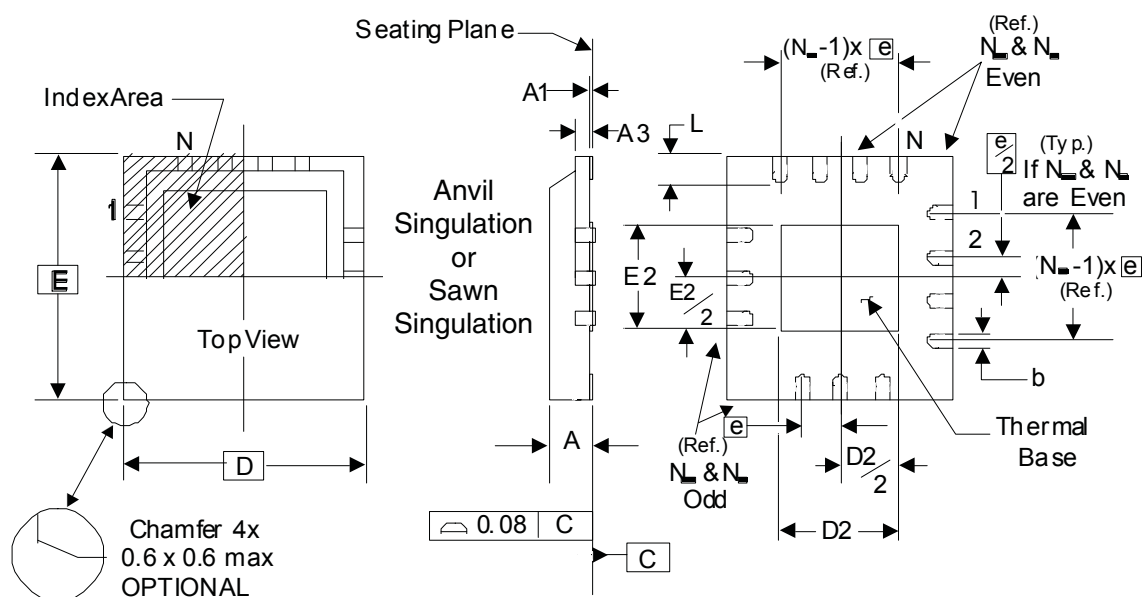 Seating Plane
Index Area
N
1
E
Top View
D
Chamfer 4x
0.6 x 0.6 max
OPTIONAL
A1
A3
L
Anvil
Singulation
or
Sawn
Singulation
A
0.08 C
C
(Ref.)
N & N
Even
(N -1)x e
(Ref.)
N
e/2
(Typ.)
If N & N
are Even
1
2
(N -1)x e
(Ref.)
E2
E2/2
b
e
(Ref.)
N & N
Odd
D2/2
D2
Thermal
Base